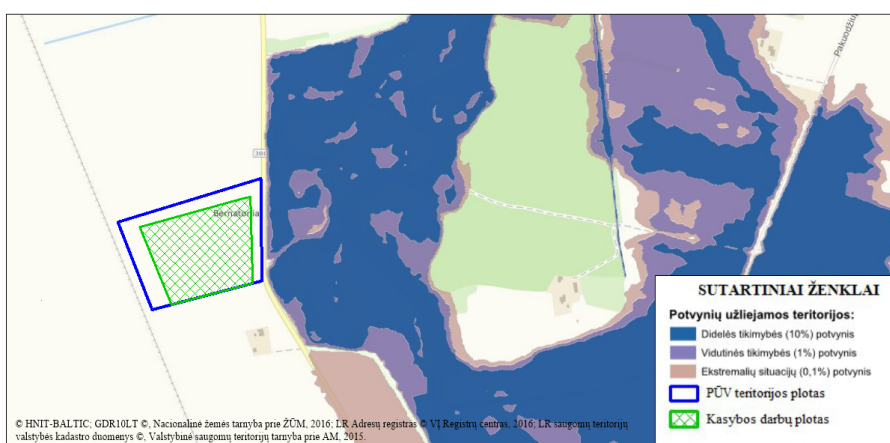 Pakuodžių
Bernatonia
SUTARTINIAI ŽENKLAI
Potvynių užliejamos teritorijos:
Didelės tikimybės (10%) potvynis
Vidutinės tikimybės (1%) potvynis
Ekstremalių situacijų (0,1%) potvynis
PŪV teritorijos plotas
Kasybos darbų plotas
© HNIT-BALTIC; GDR10LT ©, Nacionalinė žemės tarnyba prie ŽŪM, 2016; LR Adresų registras © VĮ Registrų centras, 2016; LR saugomų teritorijų
valstybės kadastro duomenys ©, Valstybinė saugomų teritorijų tarnyba prie AM, 2015.